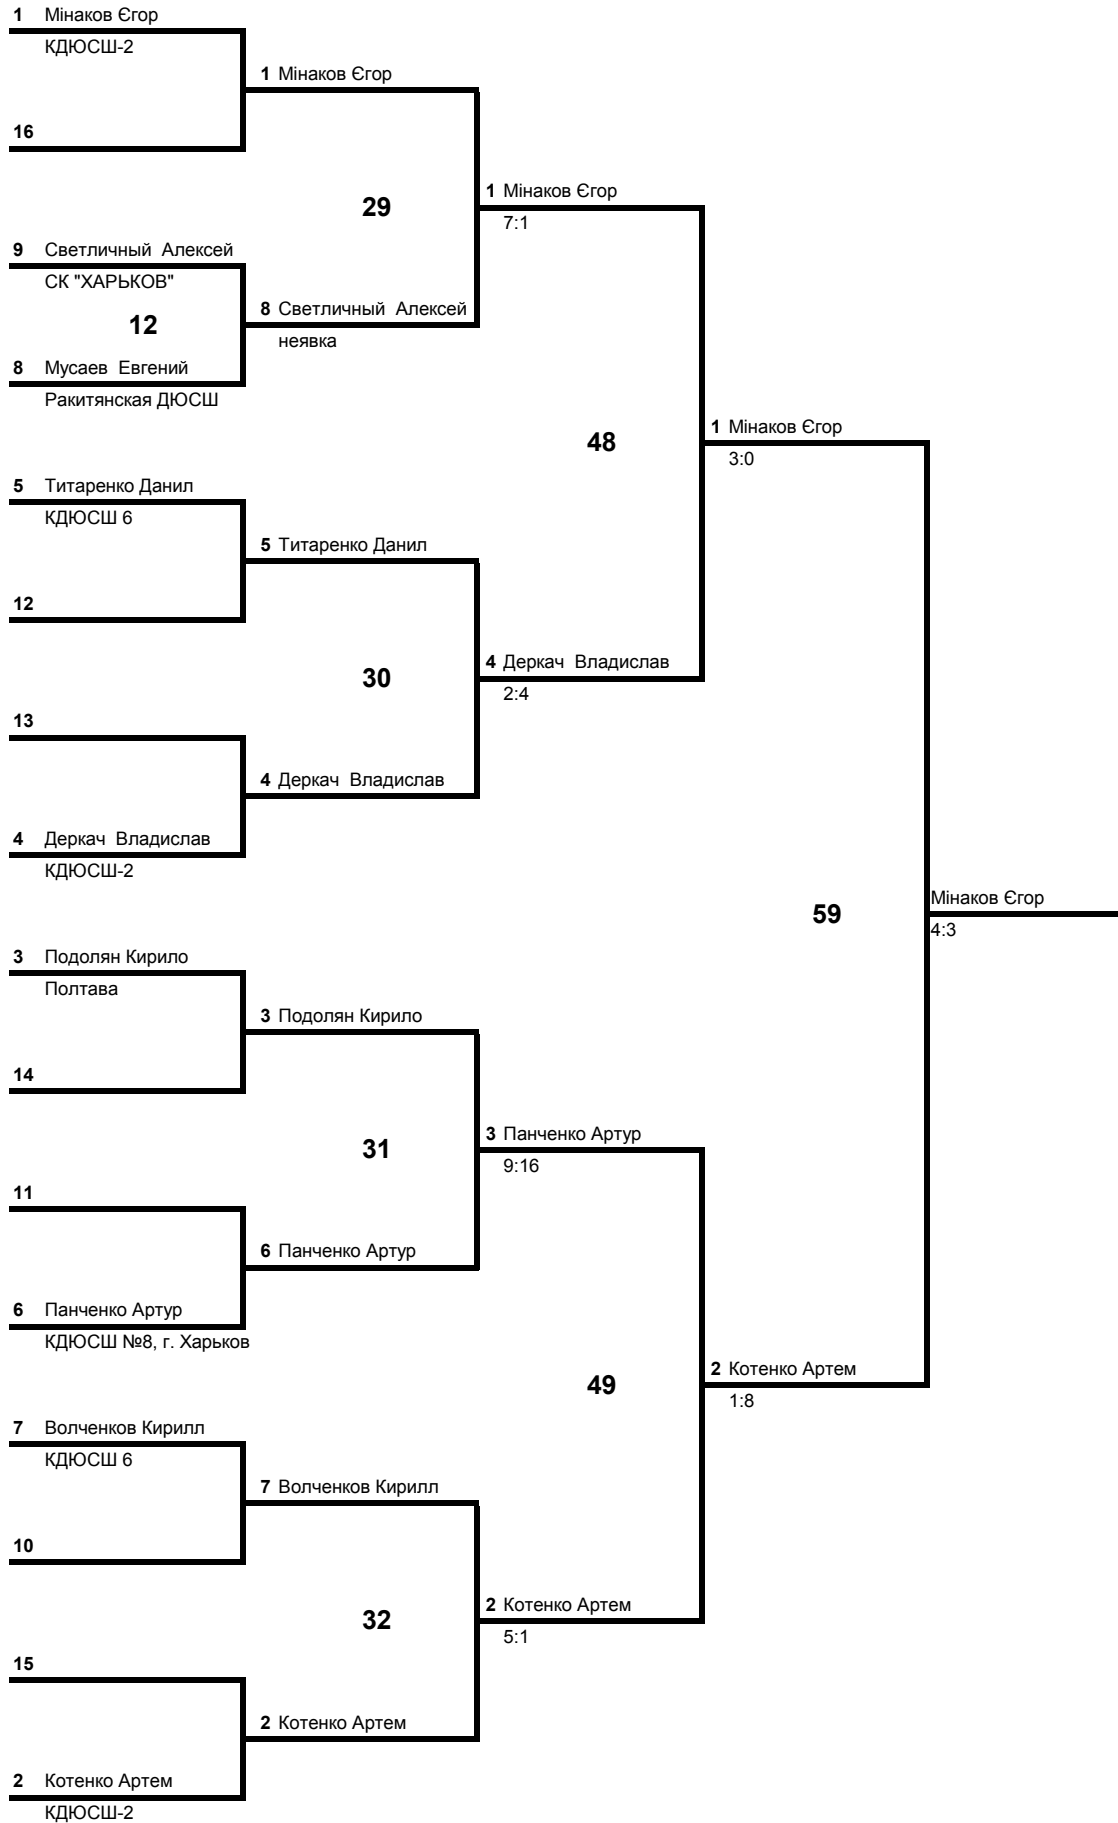 1 Мінаков Єгор
КДЮСШ-2
1 Мінаков Єгор
16
1 Мінаков Єгор
29
7:1
9 Светличный Алексей
СК "ХАРЬКОВ"
8 Светличный Алексей
12
неявка
8 Мусаев Евгений
Ракитянская ДЮСШ
1 Мінаков Єгор
48
3:0
5 Титаренко Данил
КДЮСШ 6
5 Титаренко Данил
12
4 Деркач Владислав
30
2:4
13
4 Деркач Владислав
4 Деркач Владислав
КДЮСШ-2
Мінаков Єгор
59
4:3
3 Подолян Кирило
Полтава
3 Подолян Кирило
14
3 Панченко Артур
31
9:16
11
6 Панченко Артур
6 Панченко Артур
КДЮСШ №8, г. Харьков
2 Котенко Артем
49
1:8
7 Волченков Кирилл
КДЮСШ 6
7 Волченков Кирилл
10
2 Котенко Артем
32
5:1
15
2 Котенко Артем
2 Котенко Артем
КДЮСШ-2